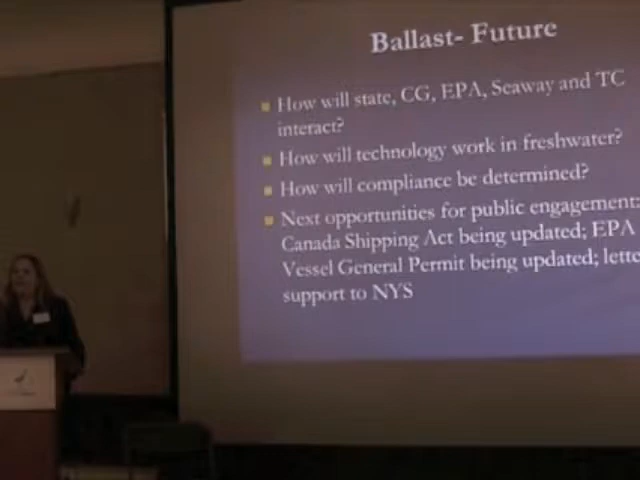 Ballast- Future
How will state, CG, EPA, Seaway and TC
interact?
How will technology work in freshwater?
How will compliance be determined?
Next opportunities for public engagement:
Canada Shipping Act being updated; EPA
Vessel General Permit being updated; lette
support to NYS